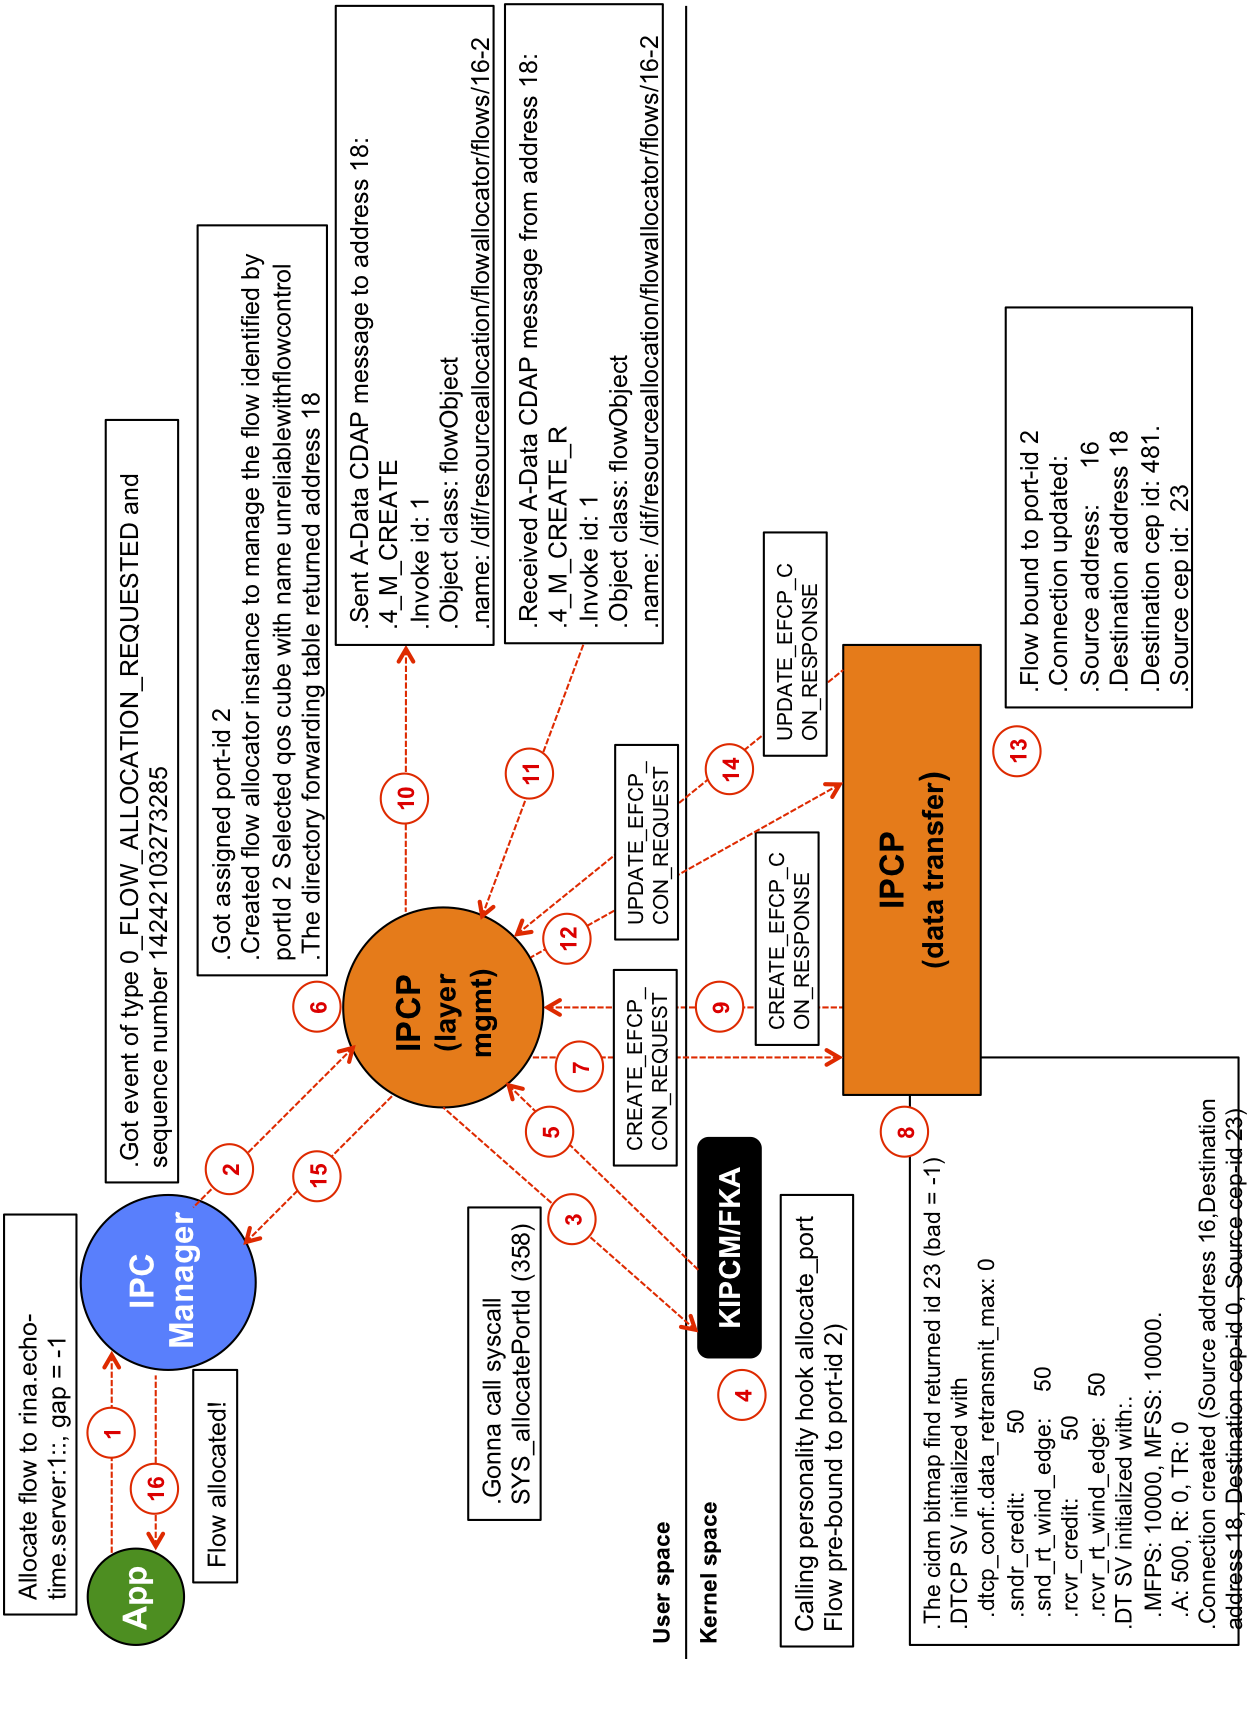 Allocate flow to rina.echo-
time.server:1::, gap = -1
App
1
16
Flow allocated!
IPC
Manager
.Got event of type 0_FLOW_ALLOCATION_REQUESTED and
sequence number 1424210327​3285
2
15
.Got assigned port-id 2
.Created flow allocator instance to manage the flow identified by
portId 2 Selected qos cube with name unreliablewithflowcontrol
.The directory forwarding table returned address 18
6
IPCP
(layer
mgmt)
10
.Sent A-Data CDAP message to address 18:
.4_M_CREATE
.Invoke id: 1
.Object class: flowObject
.name: /dif/resourceallocation/flowallocator/flows/16-2
11
.Received A-Data CDAP message from address 18:
.4_M_CREATE_R
.Invoke id: 1
.Object class: flowObject
.name: /dif/resourceallocation/flowallocator/flows/16-2
.Gonna call syscall
SYS_allocatePortId (358)
3
5
7
12
CREATE_EFCP_
CON_REQUEST
UPDATE_EFCP_
CON_REQUEST
User space
Kernel space
4
KIPCM/FKA
9
14
Calling personality hook allocate_port
Flow pre-bound to port-id 2)
CREATE_EFCP_C
ON_RESPONSE
UPDATE_EFCP_C
ON_RESPONSE
8
IPCP
(data transfer)
13
.The cidm bitmap find returned id 23 (bad = -1)
.DTCP SV initialized with
.dtcp_conf:.data_retransmit_max: 0
.sndr_credit: 50
.snd_rt_wind_edge: 50
.rcvr_credit: 50
.rcvr_rt_wind_edge: 50
.DT SV initialized with:.
.MFPS: 10000, MFSS: 10000.
.A: 500, R: 0, TR: 0
.Connection created (Source address 16,Destination
address 18, Destination cep-id 0, Source cep-id 23)
.Flow bound to port-id 2
.Connection updated:
.Source address: 16
.Destination address 18
.Destination cep id: 481.
.Source cep id: 23